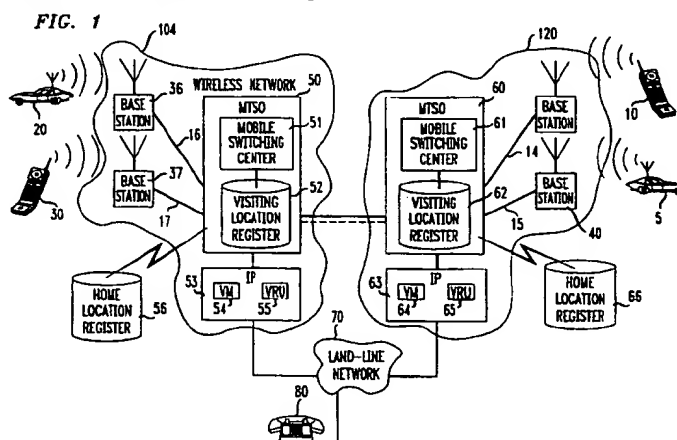 FIG. 1
104
120
WIRELESS NETWORK
50
60
MTSO
MOBILE
SWITCHING
CENTER
51
VISITING
LOCATION
REGISTER
52
MTSO
MOBILE
SWITCHING
CENTER
61
VISITING
LOCATION
REGISTER
62
BASE
STATION
36
BASE
STATION
37
16
17
20
30
BASE
STATION
BASE
STATION
40
14
15
10
5
HOME
LOCATION
REGISTER
56
IP
53
VM
54
VRU
55
IP
63
VM
64
VRU
65
HOME
LOCATION
REGISTER
66
70
LAND-LINE
NETWORK
80